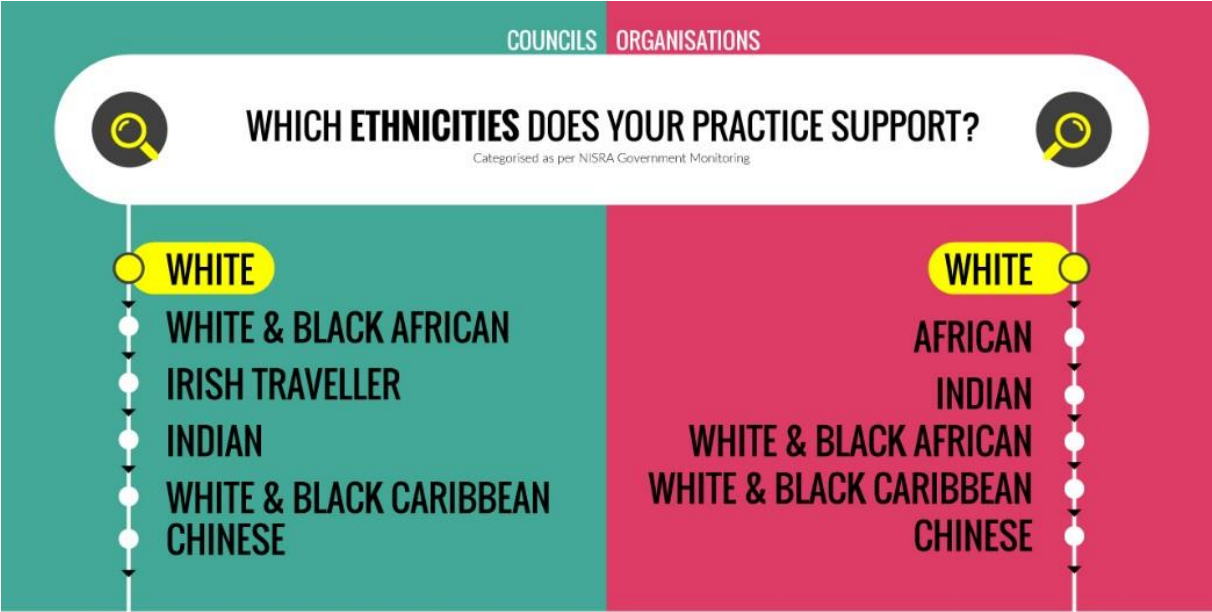 COUNCILS ORGANISATIONS
WHICH ETHNICITIES DOES YOUR PRACTICE SUPPORT?
Categorised as per NISRA Government Monitoring
WHITE
WHITE & BLACK AFRICAN
IRISH TRAVELLER
INDIAN
WHITE & BLACK CARIBBEAN
CHINESE
WHITE
AFRICAN
INDIAN
WHITE & BLACK AFRICAN
WHITE & BLACK CARIBBEAN
CHINESE